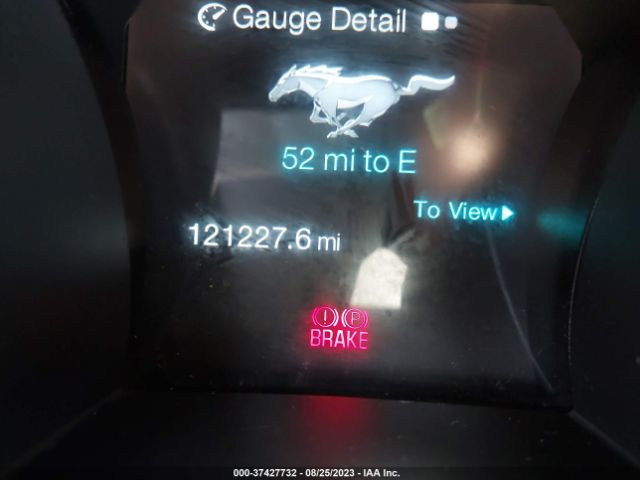 Gauge Detail
52 mi to E
To View
121227.6 mi
(!) (P)
BRAKE
000-37427732 - 08/25/2023 - IAA Inc.